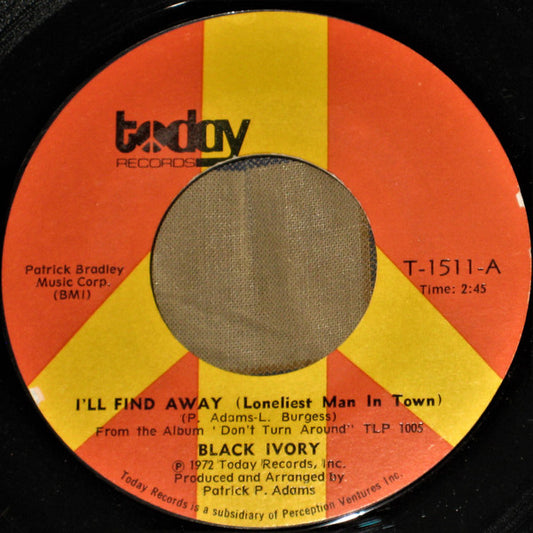 today
RECORDS
Patrick Bradley
Music Corp.
(BMI)
T-1511-A
Time: 2:45
I'LL FIND AWAY (Loneliest Man In Town)
(P. Adams-L. Burgess)
From the Album 'Don't Turn Around" TLP 1005
BLACK IVORY
℗ 1972 Today Records, Inc.
Produced and Arranged by
Patrick P. Adams
Today Records is a subsidiary of Perception Ventures Inc.